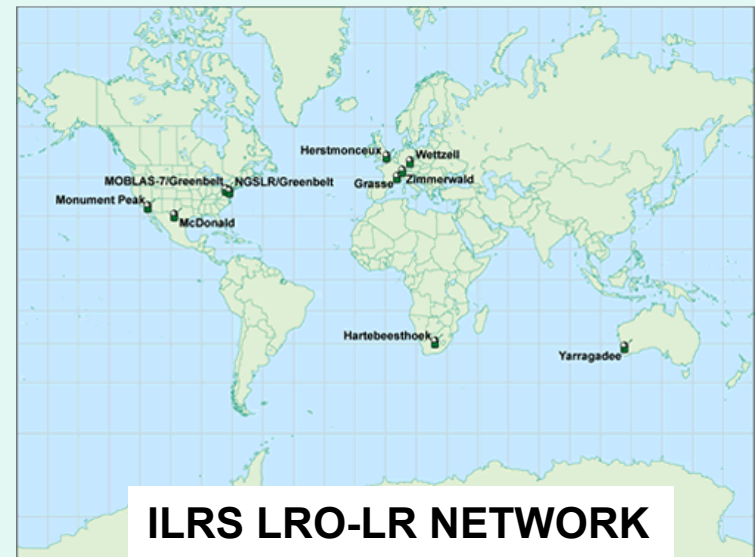 Herstmonceux
Wettzell
MOBLAS-7/Greenbelt
NGSLR/Greenbelt
Grasse
Zimmerwald
Monument Peak
McDonald
Hartebeesthoek
Yarragadee
ILRS LRO-LR NETWORK